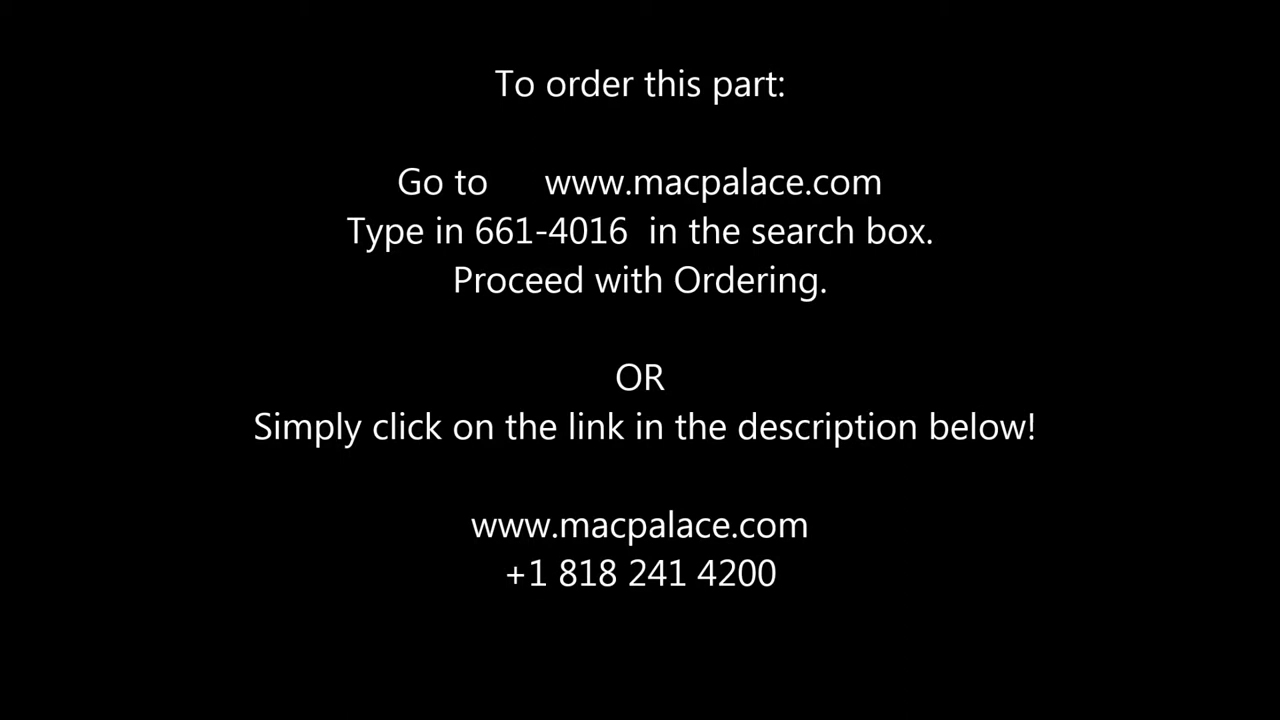 To order this part:
Go to www.macpalace.com
Type in 661-4016 in the search box.
Proceed with Ordering.
OR
Simply click on the link in the description below!
www.macpalace.com
+1 818 241 4200